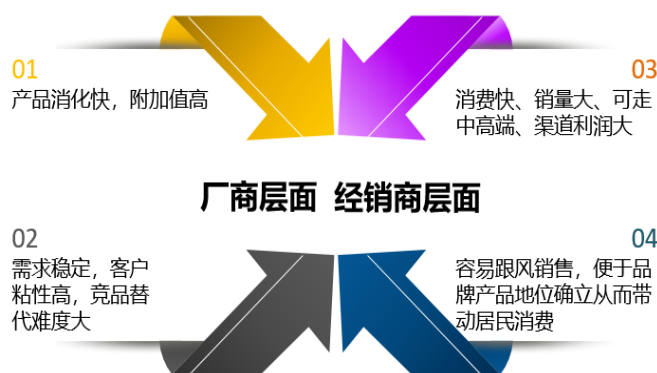 01
产品消化快，附加值高
03
消费快、销量大、可走
中高端、渠道利润大
厂商层面 经销商层面
02
需求稳定，客户
粘性高，竞品替
代难度大
04
容易跟风销售，便于品
牌产品地位确立从而带
动居民消费